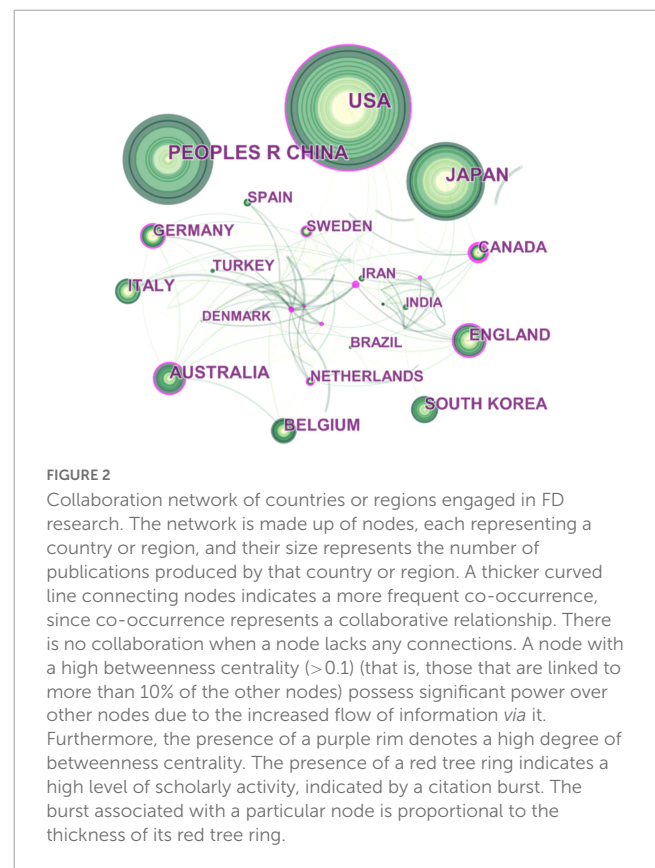 USA
PEOPLES R CHINA
JAPAN
SPAIN
GERMANY
SWEDEN
CANADA
TURKEY
IRAN
ITALY
INDIA
DENMARK
BRAZIL
ENGLAND
AUSTRALIA
NETHERLANDS
SOUTH KOREA
BELGIUM
FIGURE 2
Collaboration network of countries or regions engaged in FD
research. The network is made up of nodes, each representing a
country or region, and their size represents the number of
publications produced by that country or region. A thicker curved
line connecting nodes indicates a more frequent co-occurrence,
since co-occurrence represents a collaborative relationship. There
is no collaboration when a node lacks any connections. A node with
a high betweenness centrality (>0.1) (that is, those that are linked to
more than 10% of the other nodes) possess significant power over
other nodes due to the increased flow of information via it.
Furthermore, the presence of a purple rim denotes a high degree of
betweenness centrality. The presence of a red tree ring indicates a
high level of scholarly activity, indicated by a citation burst. The
burst associated with a particular node is proportional to the
thickness of its red tree ring.